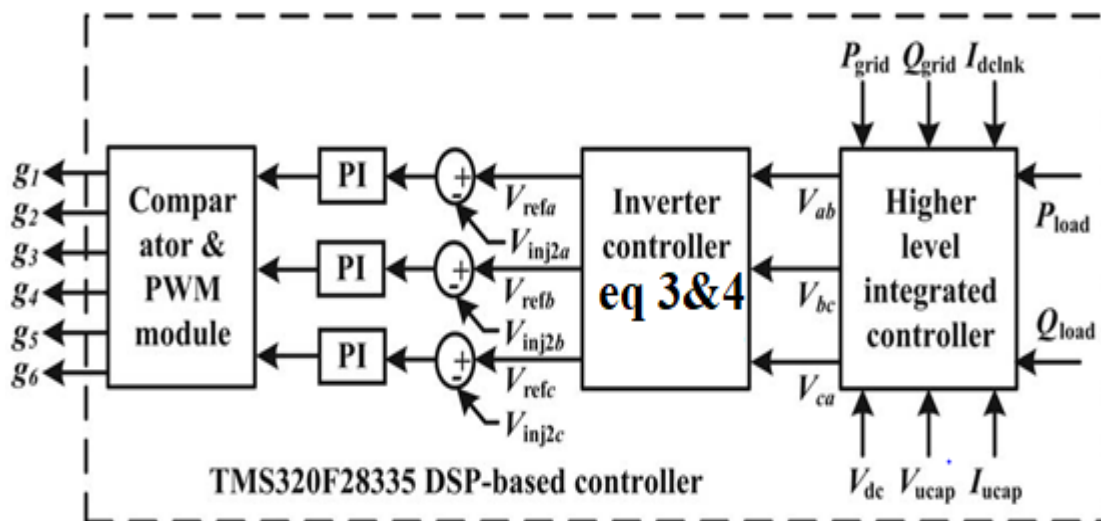 Pgrid Qgrid Idclnk
g1
g2
g3
g4
g5
g6
Compar
ator &
PWM
module
PI
PI
PI
+
-
+
-
+
-
Vrefa
Vinj2a
Vrefb
Vinj2b
Vrefc
Vinj2c
Inverter
controller
eq 3&4
Vab
Vbc
Vca
Higher
level
integrated
controller
Pload
Qload
Vdc Vucap Iucap
TMS320F28335 DSP-based controller